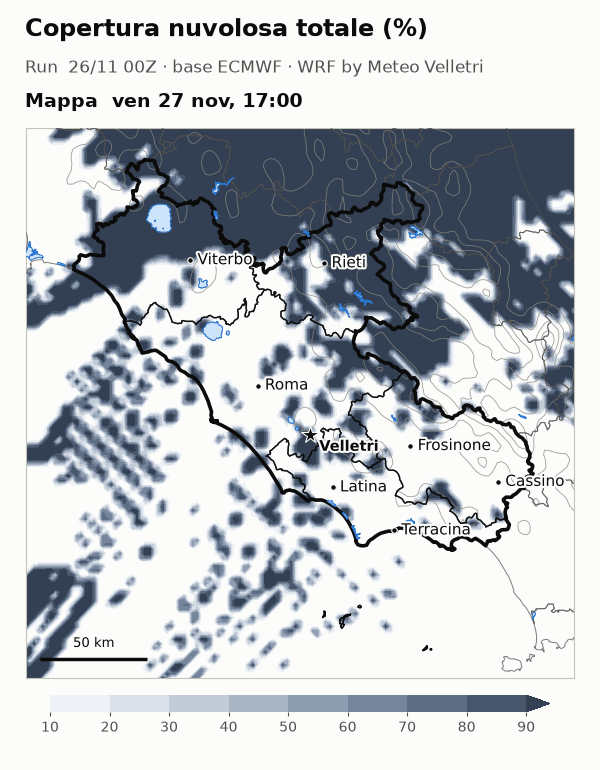 Copertura nuvolosa totale (%)
Run  26/11 00Z · base ECMWF · WRF by Meteo Velletri
Mappa  ven 27 nov, 17:00
Viterbo
Rieti
Roma
Velletri
Frosinone
Latina
Cassino
Terracina
50 km
10 20 30 40 50 60 70 80 90